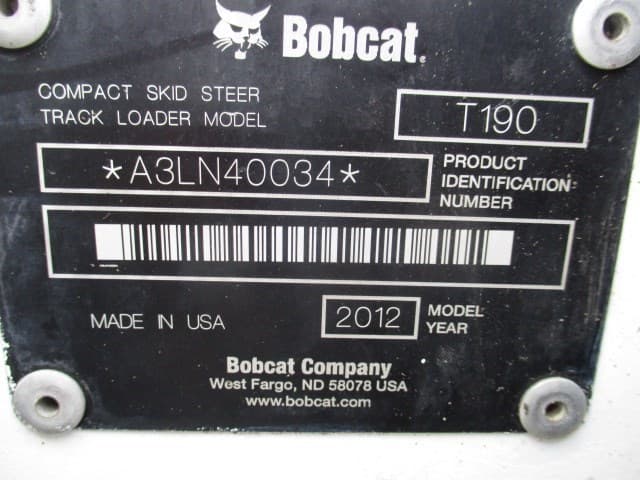 Bobcat.
COMPACT SKID STEER
TRACK LOADER MODEL
T190
*A3LN40034*
PRODUCT
IDENTIFICATION
NUMBER
MADE IN USA
2012
MODEL
YEAR
Bobcat Company
West Fargo, ND 58078 USA
www.bobcat.com